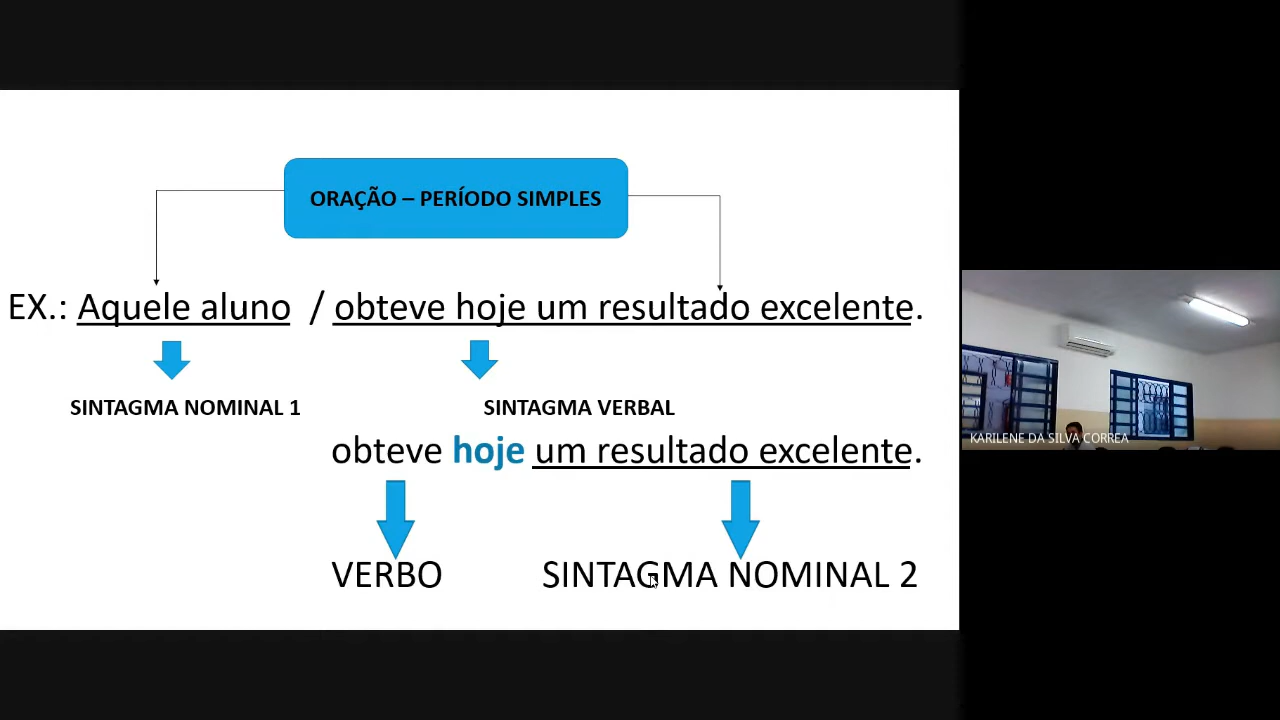 ORAÇÃO – PERÍODO SIMPLES
EX.: Aquele aluno / obteve hoje um resultado excelente.
SINTAGMA NOMINAL 1
SINTAGMA VERBAL
obteve hoje um resultado excelente.
VERBO
SINTAGMA NOMINAL 2
KARILENE DA SILVA CORREA